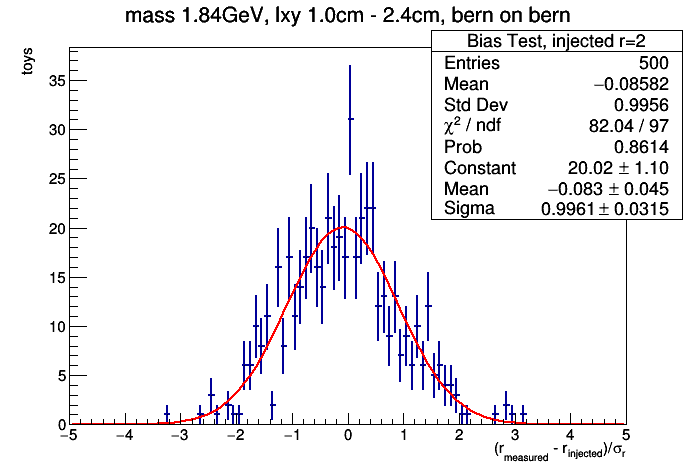 mass 1.84GeV, lxy 1.0cm - 2.4cm, bern on bern
Bias Test, injected r=2
Entries 500
Mean −0.08582
Std Dev 0.9956
χ² / ndf 82.04 / 97
Prob 0.8614
Constant 20.02 ± 1.10
Mean −0.083 ± 0.045
Sigma 0.9961 ± 0.0315
toys
35
30
25
20
15
10
5
0
−5 −4 −3 −2 −1 0 1 2 3 4 5
(r_measured - r_injected)/σ_r